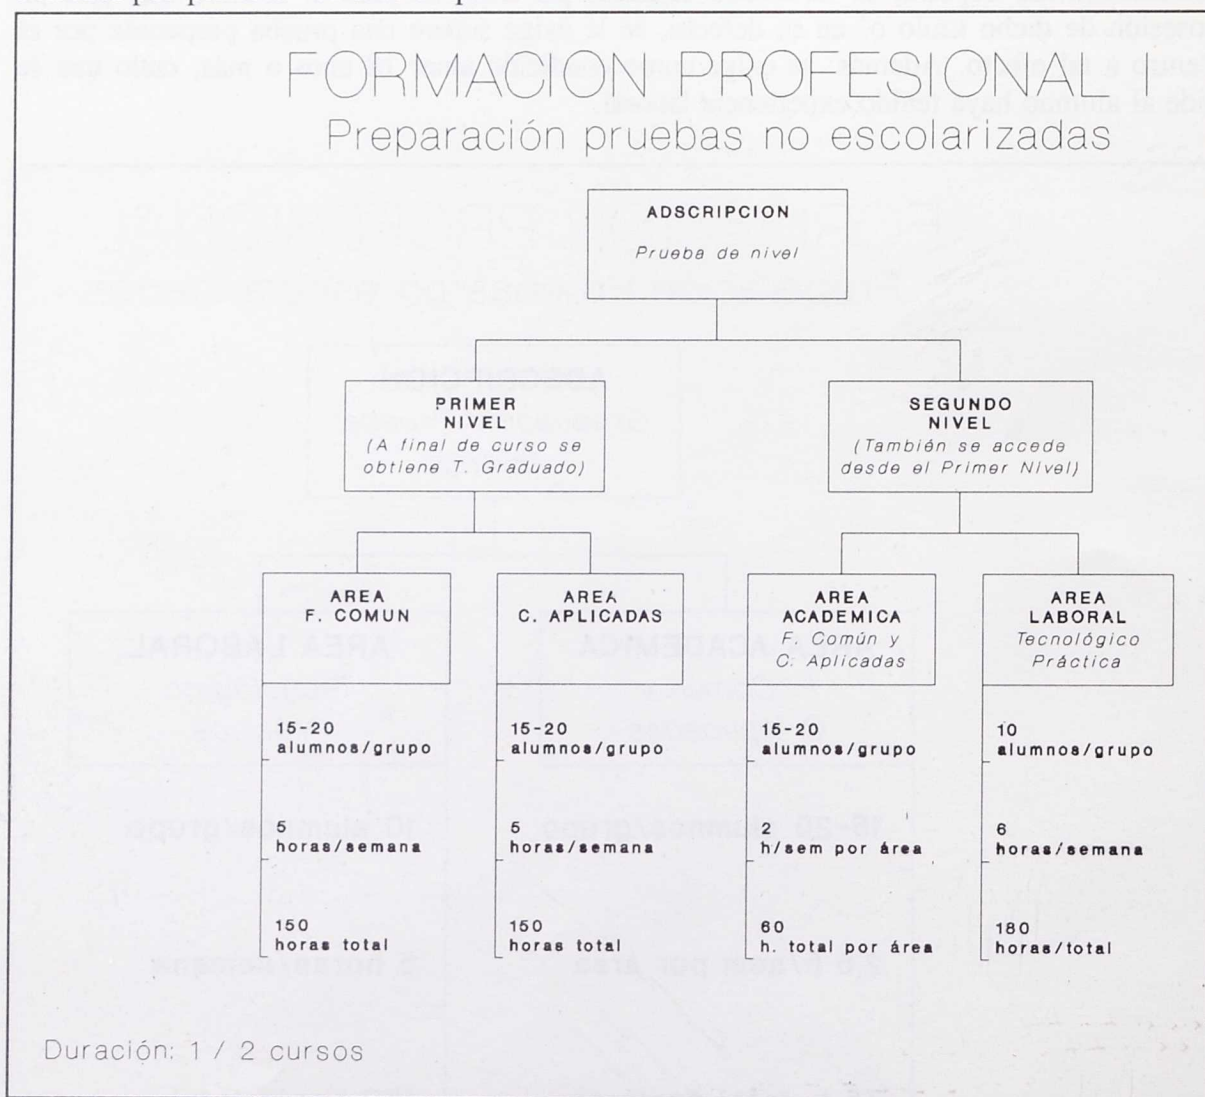 FORMACION PROFESIONAL
Preparación pruebas no escolarizadas
ADSCRIPCION
Prueba de nivel
PRIMER
NIVEL
(A final de curso se
obtiene T. Graduado)
SEGUNDO
NIVEL
(También se accede
desde el Primer Nivel)
AREA
F. COMUN
15-20
alumnos/grupo
5
horas/semana
150
horas total
AREA
C. APLICADAS
15-20
alumnos/grupo
5
horas/semana
150
horas total
AREA
ACADEMICA
F. Común y
C. Aplicadas
15-20
alumnos/grupo
2
h/sem por área
60
h. total por área
AREA
LABORAL
Tecnológico
Práctica
10
alumnos/grupo
6
horas/semana
180
horas/total
Duración: 1 / 2 cursos